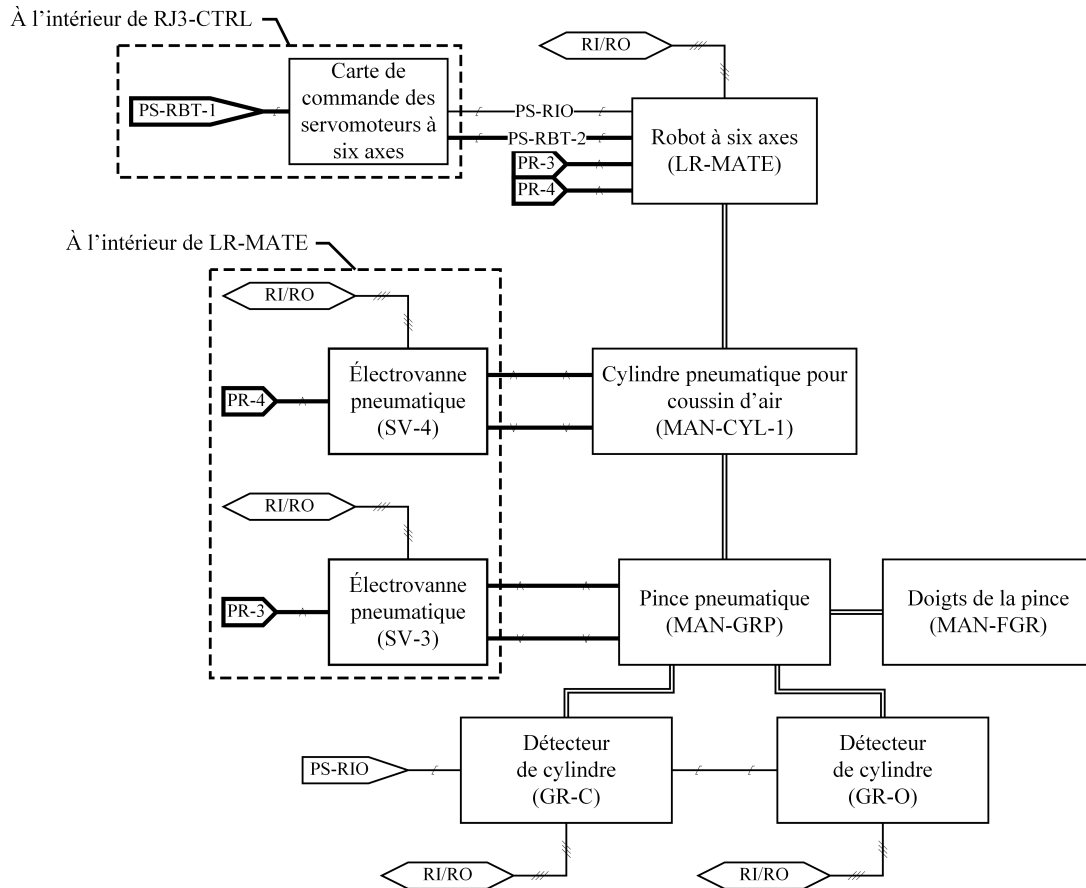 À l’intérieur de RJ3-CTRL
RI/RO
PS-RBT-1
Carte de
commande des
servomoteurs à
six axes
PS-RIO
PS-RBT-2
PR-3
PR-4
Robot à six axes
(LR-MATE)
À l’intérieur de LR-MATE
RI/RO
PR-4
Électrovanne
pneumatique
(SV-4)
Cylindre pneumatique pour
coussin d’air
(MAN-CYL-1)
RI/RO
PR-3
Électrovanne
pneumatique
(SV-3)
Pince pneumatique
(MAN-GRP)
Doigts de la pince
(MAN-FGR)
PS-RIO
Détecteur
de cylindre
(GR-C)
Détecteur
de cylindre
(GR-O)
RI/RO
RI/RO